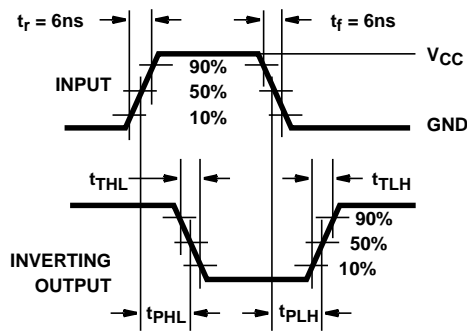 tr = 6ns
tf = 6ns
VCC
INPUT
90%
50%
10%
GND
tTHL
tTLH
90%
50%
10%
INVERTING
OUTPUT
tPHL
tPLH